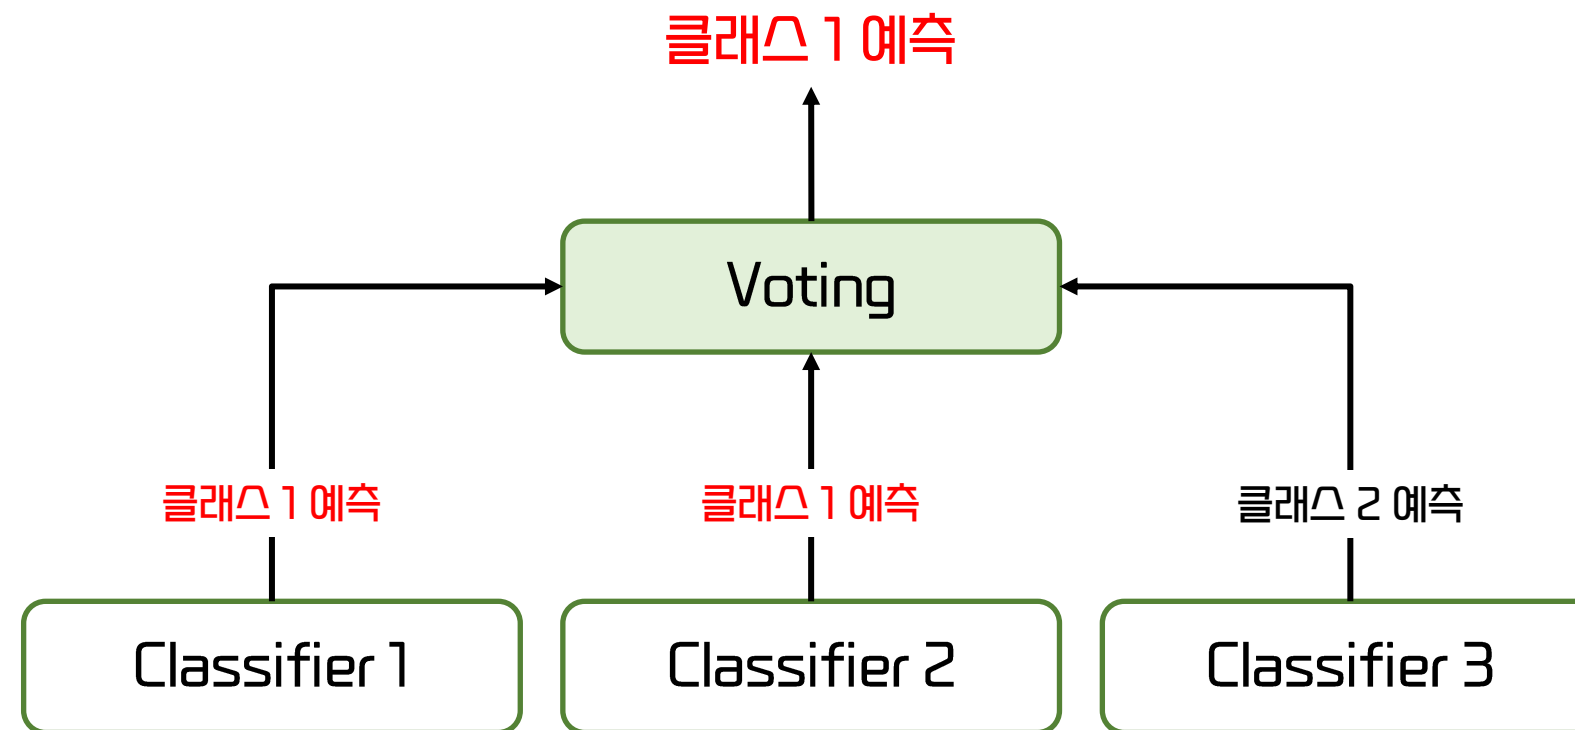 클래스 1 예측
Voting
클래스 1 예측
클래스 1 예측
클래스 2 예측
Classifier 1
Classifier 2
Classifier 3